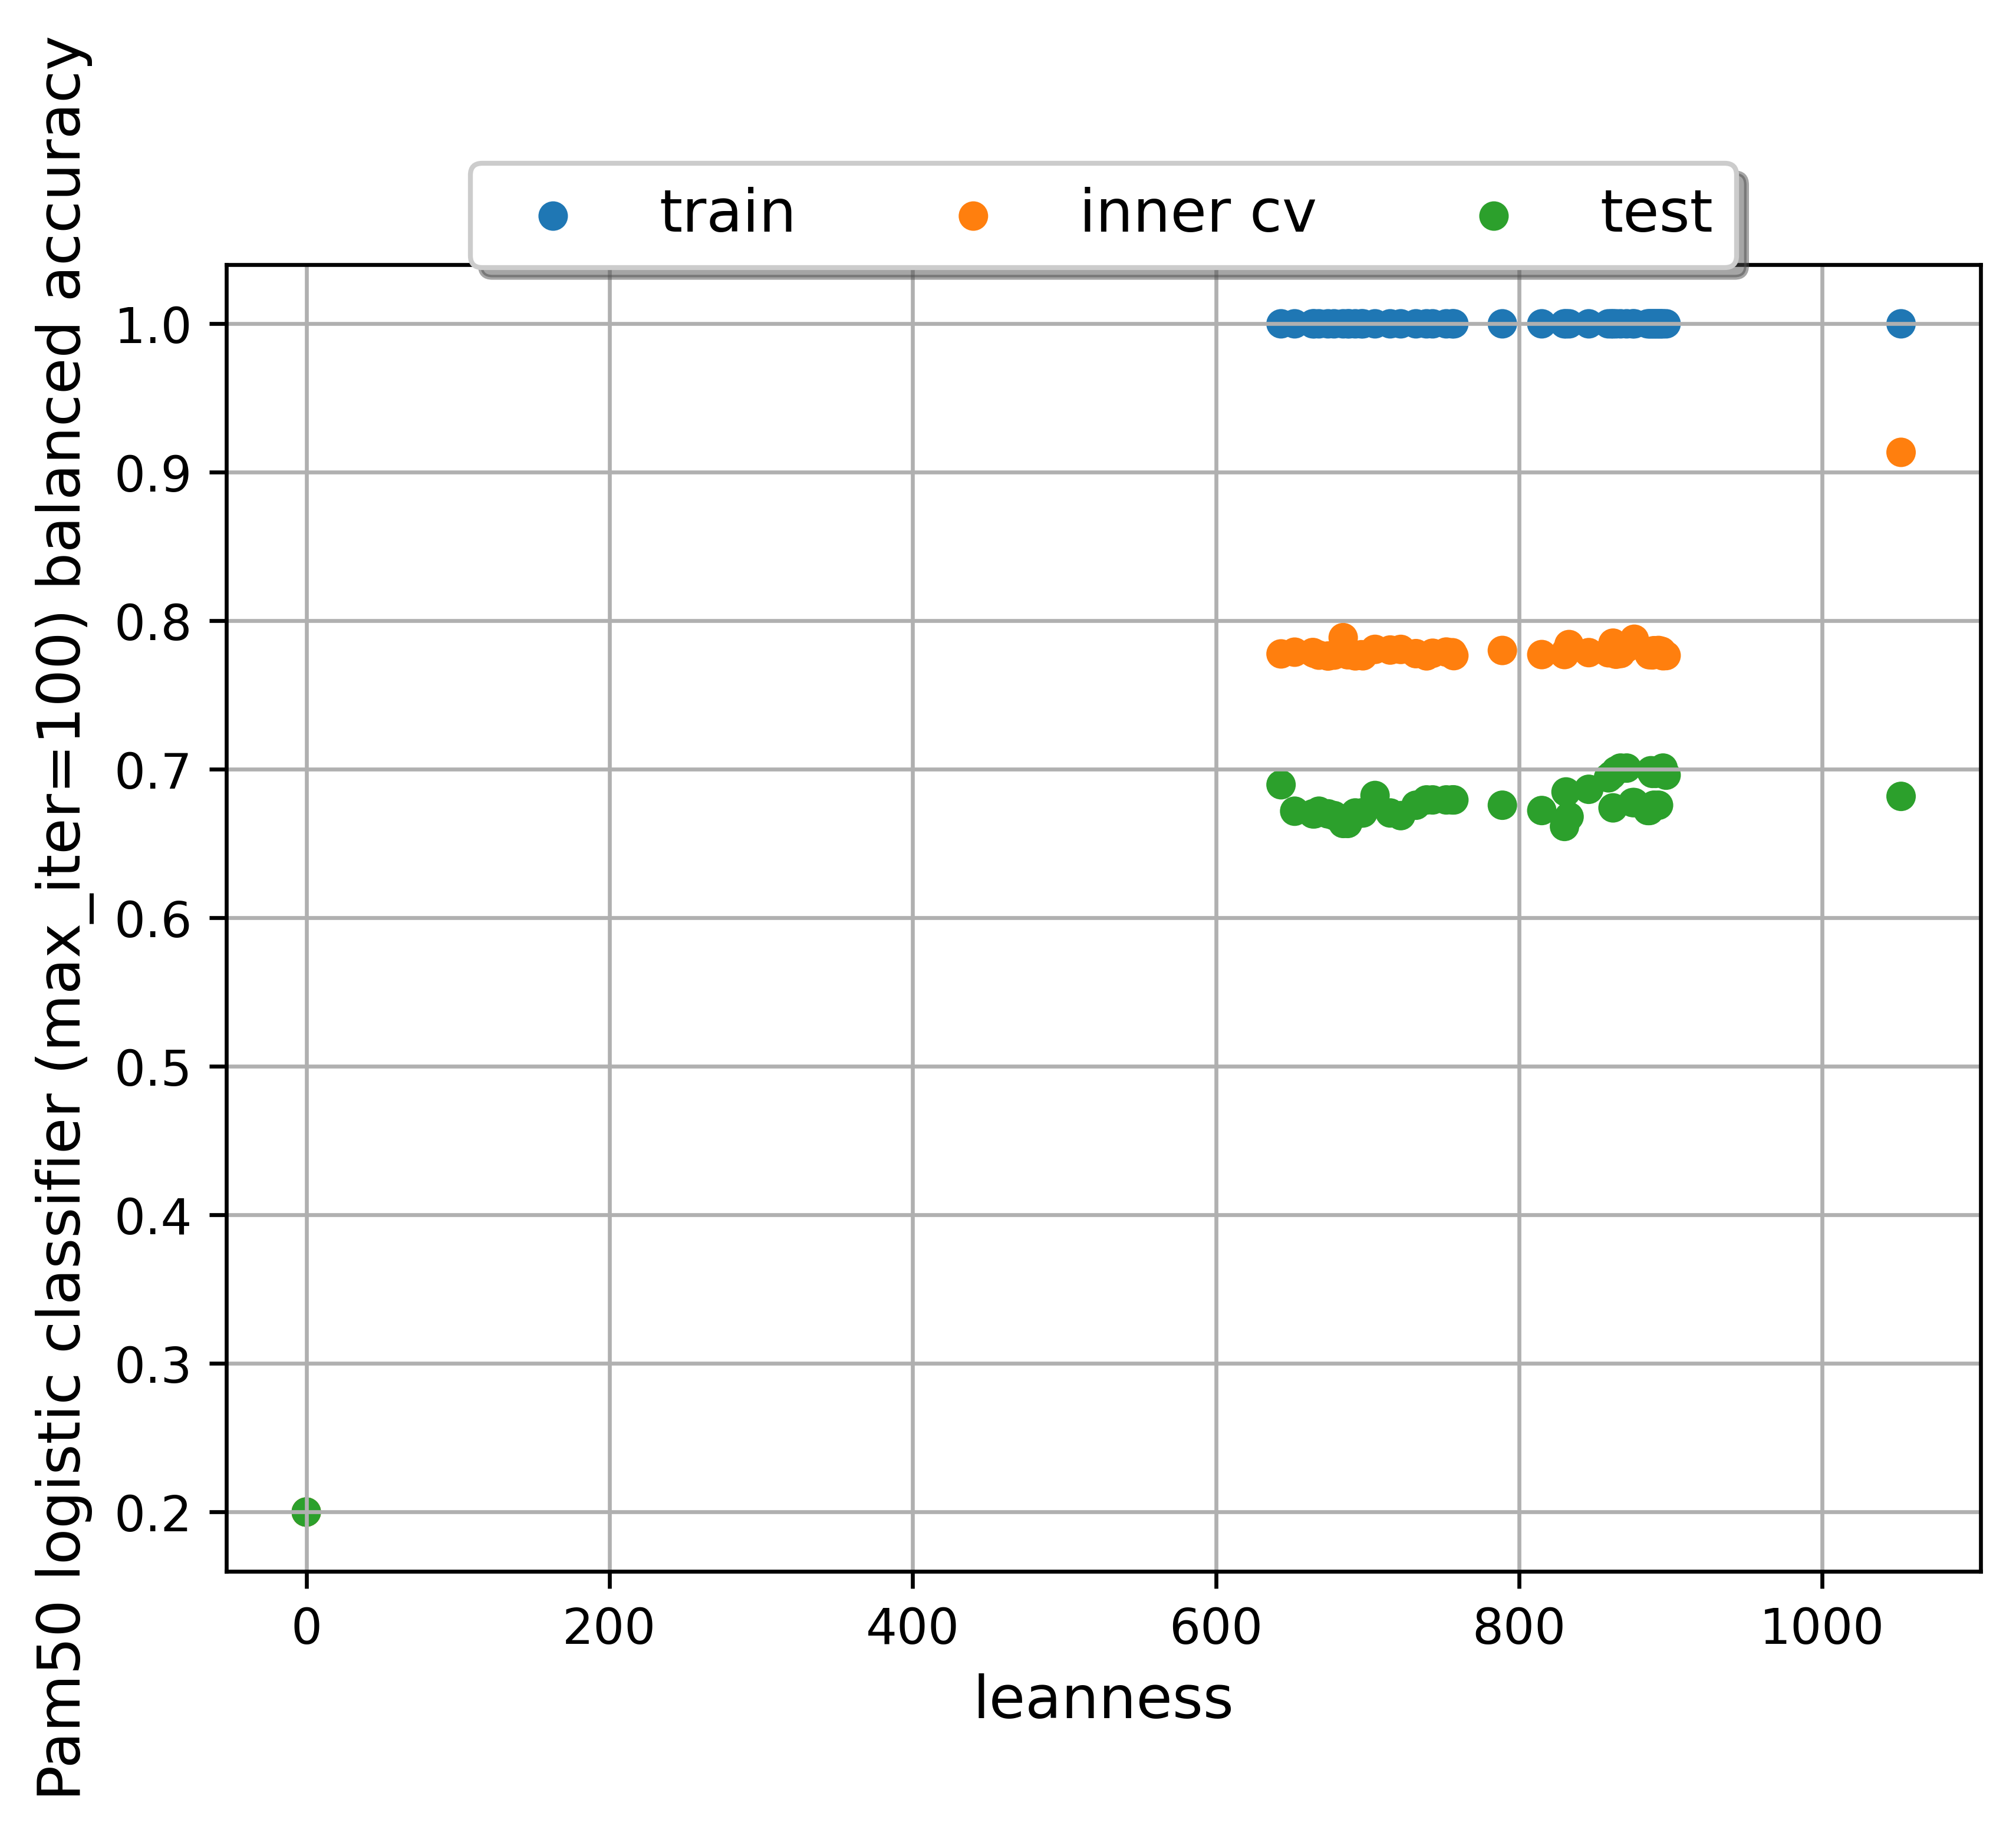 train inner cv test
Pam50 logistic classifier (max_iter=100) balanced accuracy
1.0
0.9
0.8
0.7
0.6
0.5
0.4
0.3
0.2
0 200 400 600 800 1000
leanness